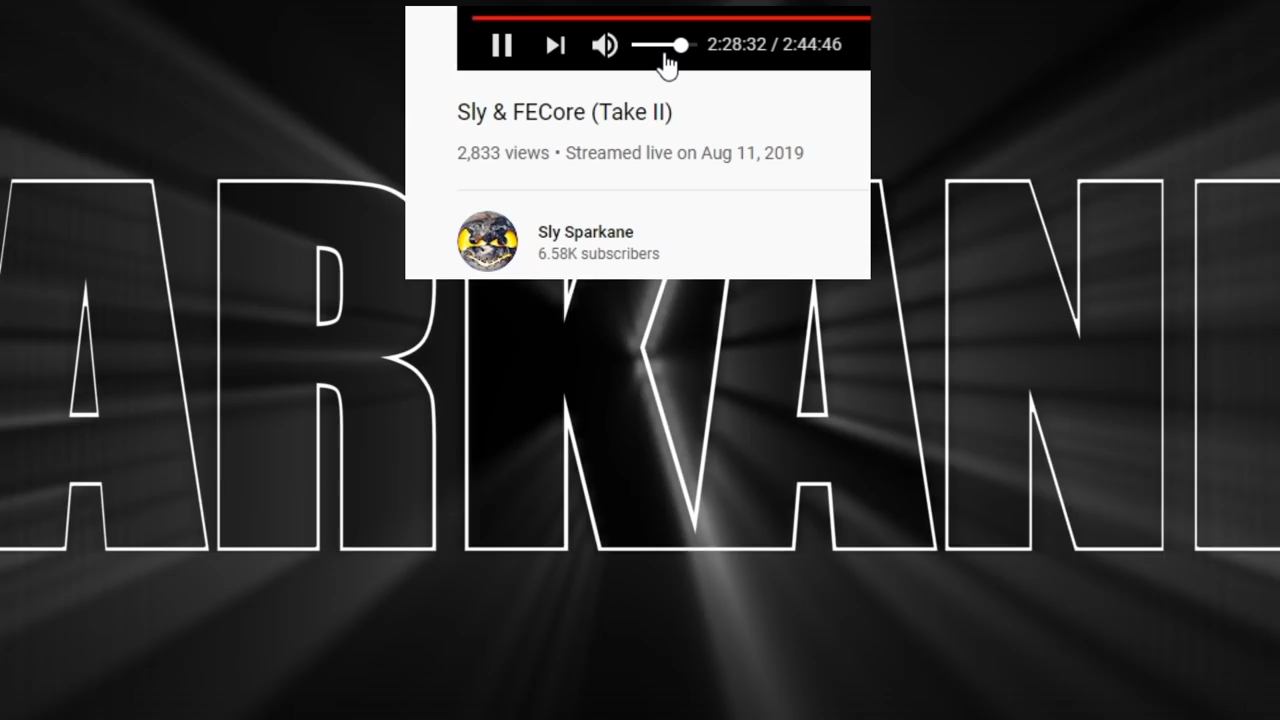 2:28:32 / 2:44:46
Sly & FECore (Take II)
2,833 views • Streamed live on Aug 11, 2019
Sly Sparkane
6.58K subscribers
ARKAN